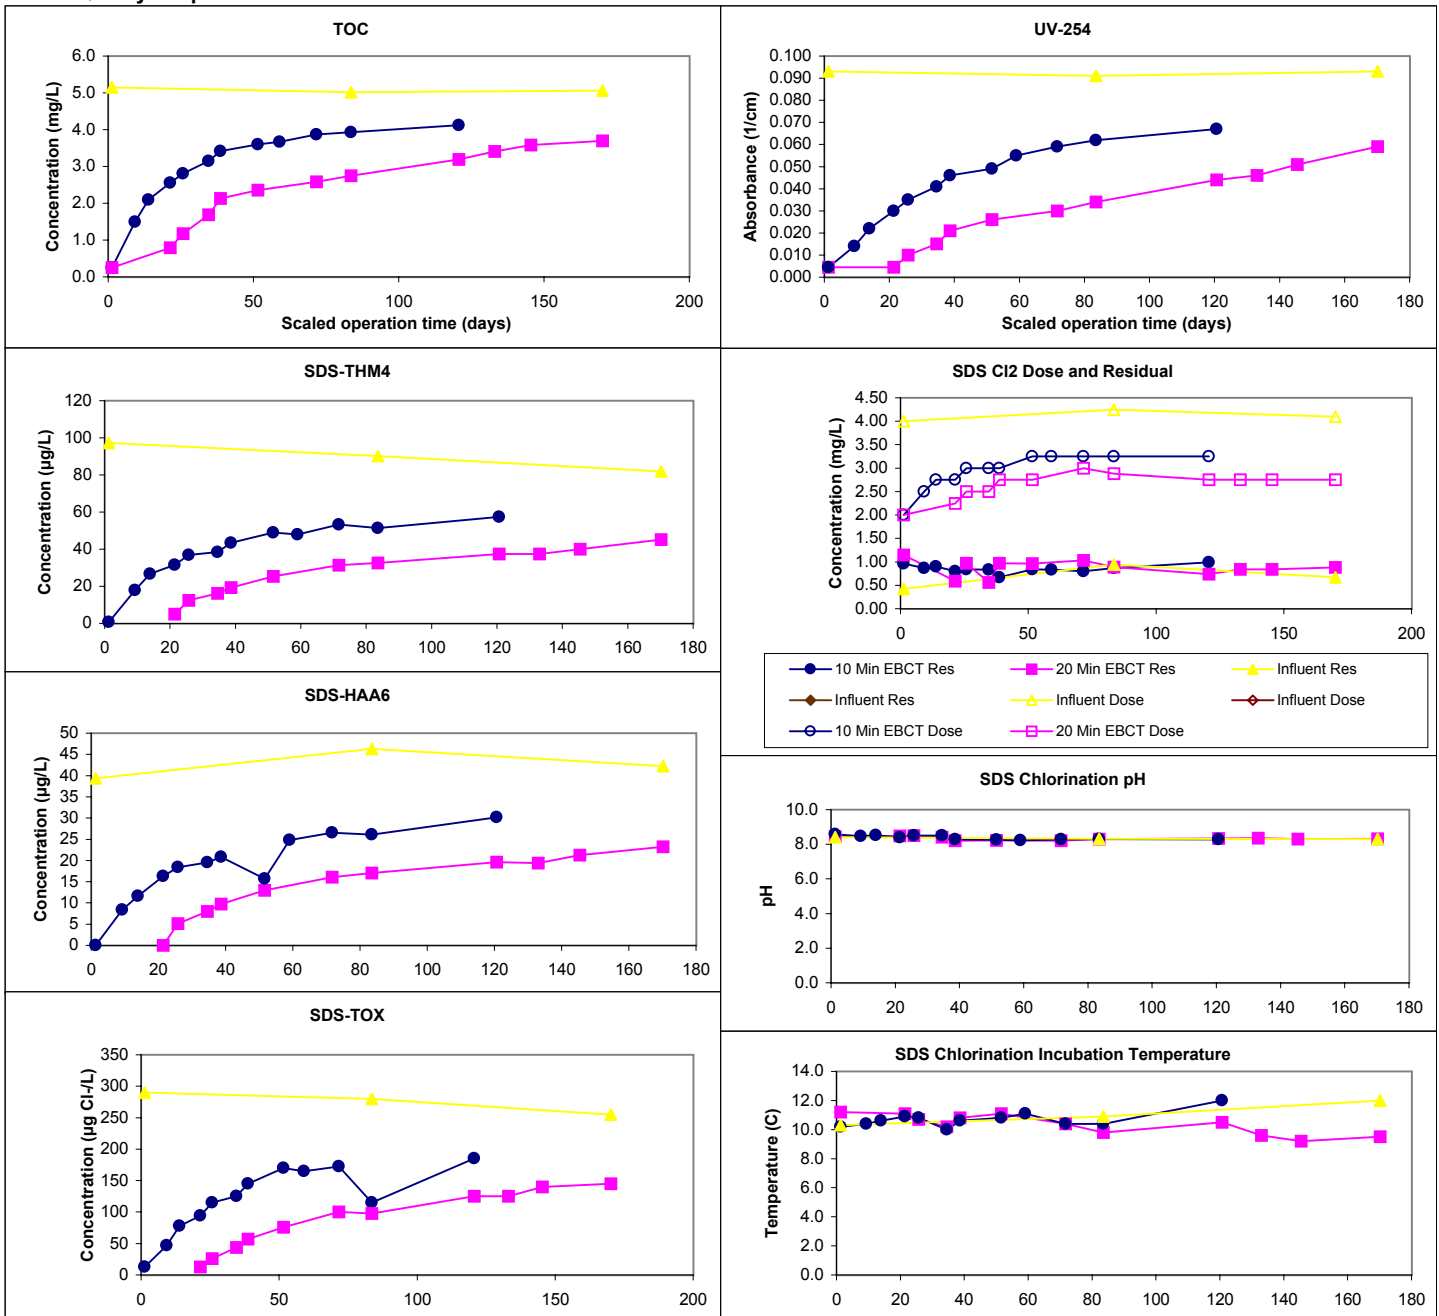 TOC
6.0
5.0
4.0
3.0
2.0
1.0
0.0
Concentration (mg/L)
0 50 100 150 200
Scaled operation time (days)
UV-254
0.100
0.090
0.080
0.070
0.060
0.050
0.040
0.030
0.020
0.010
0.000
Absorbance (1/cm)
0 20 40 60 80 100 120 140 160 180
Scaled operation time (days)
SDS-THM4
120
100
80
60
40
20
0
Concentration (µg/L)
0 20 40 60 80 100 120 140 160 180
SDS Cl2 Dose and Residual
4.50
4.00
3.50
3.00
2.50
2.00
1.50
1.00
0.50
0.00
Concentration (mg/L)
0 50 100 150 200
10 Min EBCT Res 20 Min EBCT Res Influent Res
Influent Res Influent Dose Influent Dose
10 Min EBCT Dose 20 Min EBCT Dose
SDS-HAA6
50
45
40
35
30
25
20
15
10
5
0
Concentration (µg/L)
0 20 40 60 80 100 120 140 160 180
SDS Chlorination pH
10.0
8.0
6.0
4.0
2.0
0.0
pH
0 20 40 60 80 100 120 140 160 180
SDS-TOX
350
300
250
200
150
100
50
0
Concentration (µg Cl-/L)
0 50 100 150 200
SDS Chlorination Incubation Temperature
14.0
12.0
10.0
8.0
6.0
4.0
2.0
0.0
Temperature (C)
0 20 40 60 80 100 120 140 160 180